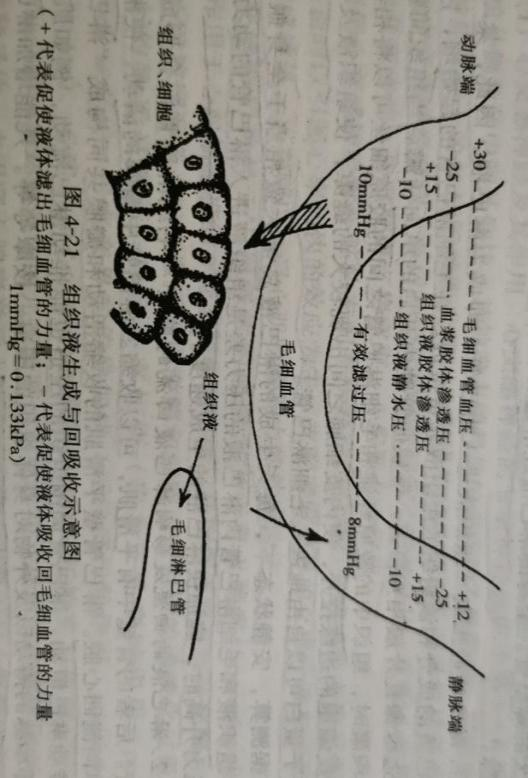 动脉端
静脉端
+30 毛细血管血压 +12
-25 血浆胶体渗透压 -25
+15 组织液胶体渗透压 +15
-10 组织液静水压 -10
10mmHg 有效滤过压 8mmHg
毛细血管
组织、细胞
组织液
毛细淋巴管
图 4-21 组织液生成与回吸收示意图
(+代表促使液体滤出毛细血管的力量;-代表促使液体吸收回毛细血管的力量
1mmHg=0.133kPa)